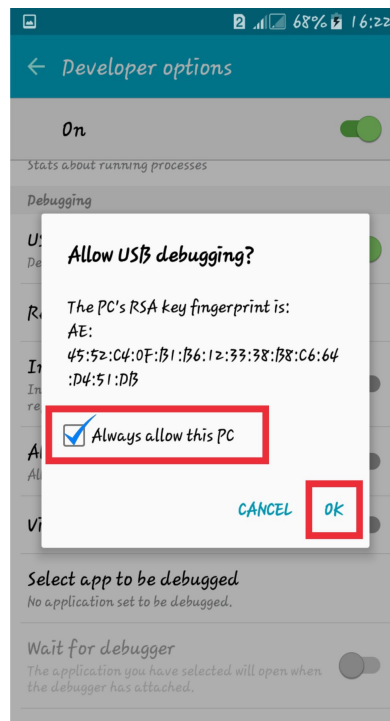 2 68% 16:22
Developer options
On
Stats about running processes
Debugging
Allow USB debugging?
The PC's RSA key fingerprint is:
AE:
45:52:C4:0F:B1:B6:12:33:38:B8:C6:64
:D4:51:DB
Always allow this PC
CANCEL OK
Select app to be debugged
No application set to be debugged.
Wait for debugger
The application you have selected will open when
the debugger has attached.